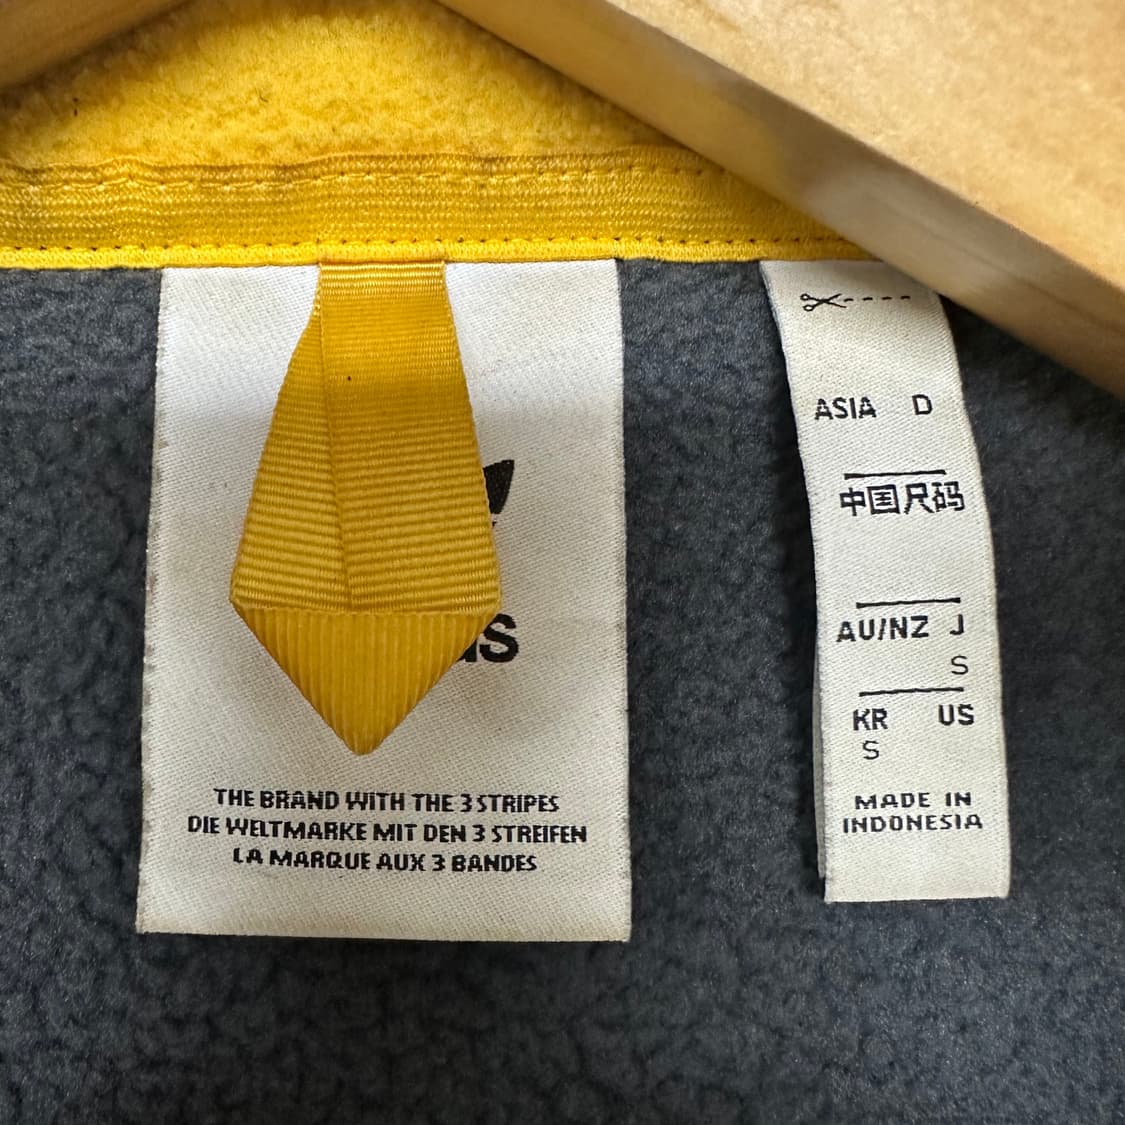 THE BRAND WITH THE 3 STRIPES
DIE WELTMARKE MIT DEN 3 STREIFEN
LA MARQUE AUX 3 BANDES
ASIA D
中国尺码
AU/NZ J
S
KR US
S
MADE IN
INDONESIA